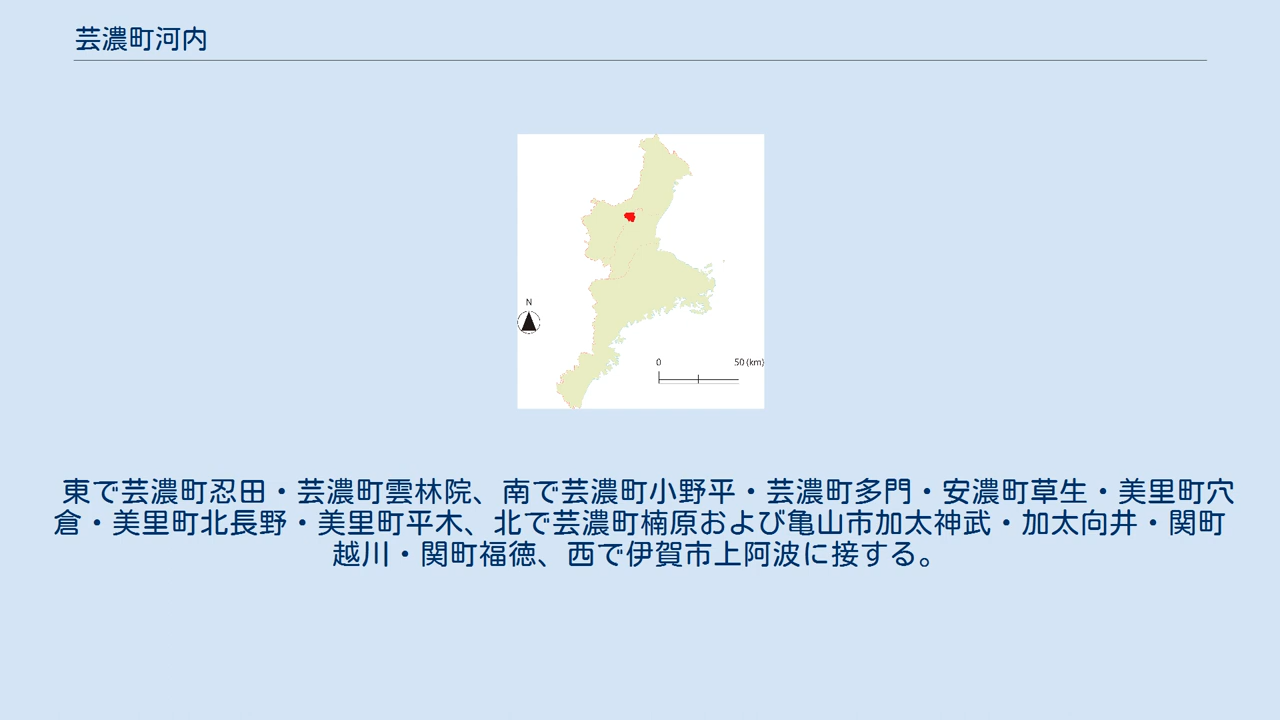 芸濃町河内
N
0 50 (km)
東で芸濃町忍田・芸濃町雲林院、南で芸濃町小野平・芸濃町多門・安濃町草生・美里町穴
倉・美里町北長野・美里町平木、北で芸濃町楠原および亀山市加太神武・加太向井・関町
越川・関町福徳、西で伊賀市上阿波に接する。